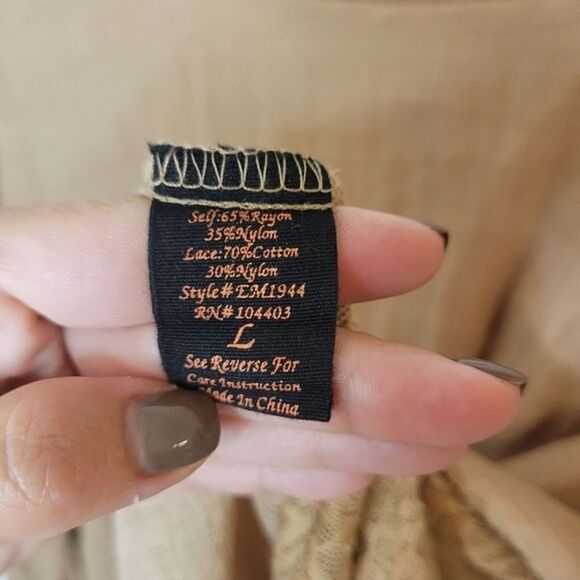 Self:65%Rayon
35%Nylon
Lace:70%Cotton
30%Nylon
Style#EM1944
RN#104403
L
See Reverse For
Care Instruction
Made In China